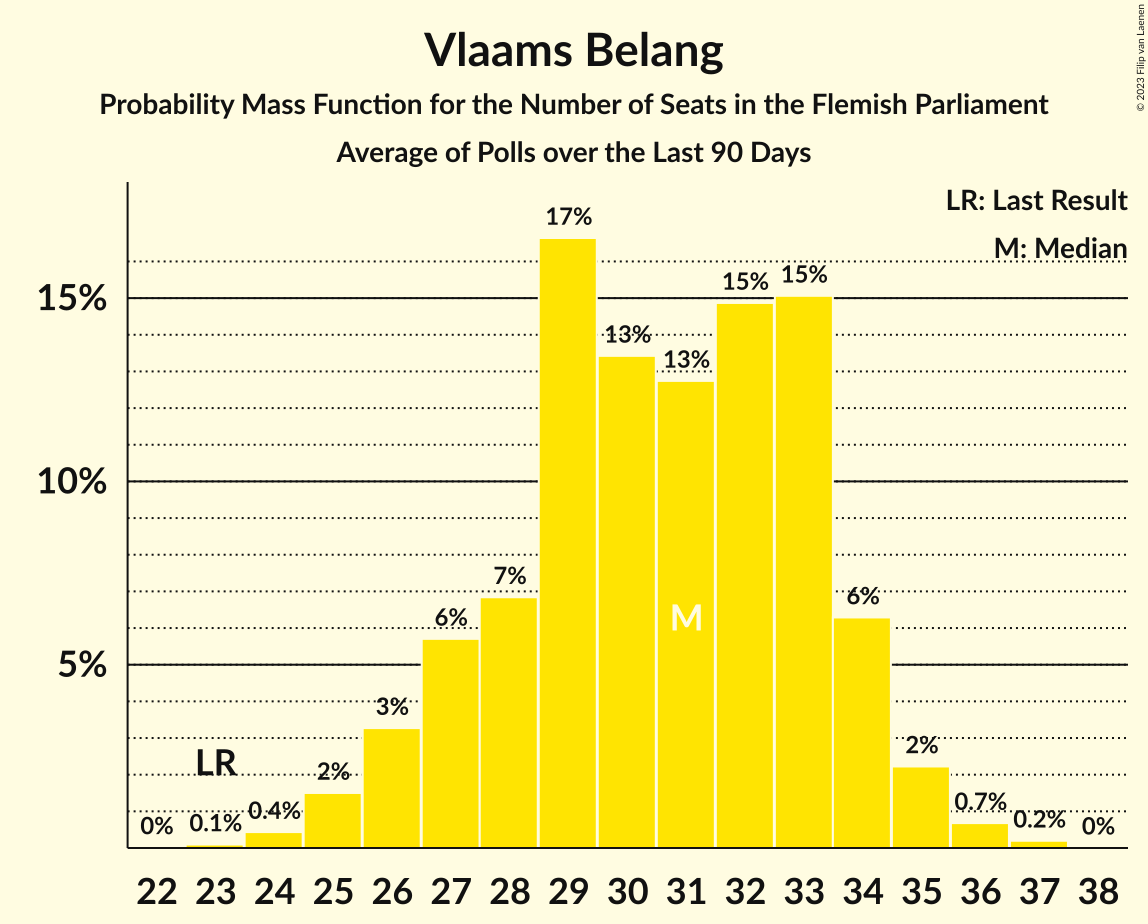 Vlaams Belang
Probability Mass Function for the Number of Seats in the Flemish Parliament
Average of Polls over the Last 90 Days
© 2023 Filip van Laenen
LR: Last Result
M: Median
15%
10%
5%
0%
0.1%
0.4%
2%
3%
6%
7%
17%
13%
13%
15%
15%
6%
2%
0.7%
0.2%
0%
LR
M
22 23 24 25 26 27 28 29 30 31 32 33 34 35 36 37 38